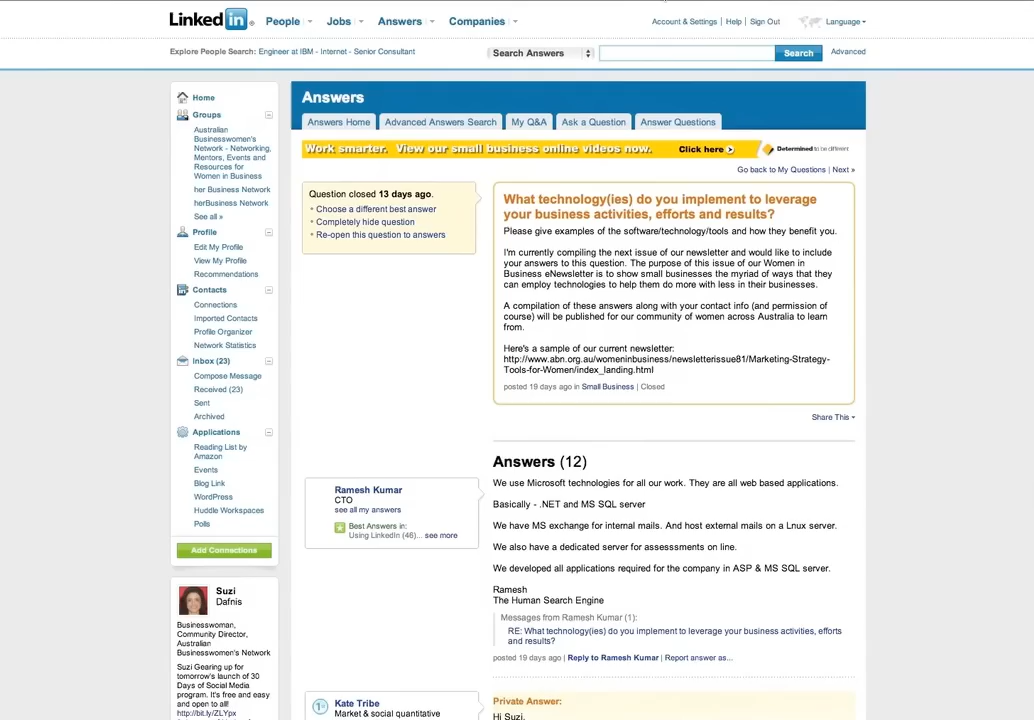 Linked in
People
Jobs
Answers
Companies
Account & Settings | Help | Sign Out
Language
Explore People Search: Engineer at IBM - Internet - Senior Consultant
Search Answers
Search
Advanced
Home
Groups
Australian
Businesswomen's
Network - Networking,
Mentors, Events and
Resources for
Women in Business
her Business Network
herBusiness Network
See all »
Profile
Edit My Profile
View My Profile
Recommendations
Contacts
Connections
Imported Contacts
Profile Organizer
Network Statistics
Inbox (23)
Compose Message
Received (23)
Sent
Archived
Applications
Reading List by
Amazon
Events
Blog Link
WordPress
Huddle Workspaces
Polls
Add Connections
Suzi
Dafnis
Businesswoman,
Community Director,
Australian
Businesswomen's Network
Suzi Gearing up for
tomorrow's launch of 30
Days of Social Media
program. It's free and easy
and open to all!
http://bit.ly/ZLYpx
Answers
Answers Home
Advanced Answers Search
My Q&A
Ask a Question
Answer Questions
Work smarter. View our small business online videos now.
Click here
Determined to be different
Go back to My Questions | Next »
Question closed 13 days ago.
• Choose a different best answer
• Completely hide question
• Re-open this question to answers
What technology(ies) do you implement to leverage
your business activities, efforts and results?
Please give examples of the software/technology/tools and how they benefit you.
I'm currently compiling the next issue of our newsletter and would like to include
your answers to this question. The purpose of this issue of our Women in
Business eNewsletter is to show small businesses the myriad of ways that they
can employ technologies to help them do more with less in their businesses.
A compilation of these answers along with your contact info (and permission of
course) will be published for our community of women across Australia to learn
from.
Here's a sample of our current newsletter:
http://www.abn.org.au/womeninbusiness/newsletterissue81/Marketing-Strategy-
Tools-for-Women/index_landing.html
posted 19 days ago in Small Business | Closed
Share This
Answers (12)
Ramesh Kumar
CTO
see all my answers
Best Answers in:
Using LinkedIn (46)... see more
We use Microsoft technologies for all our work. They are all web based applications.
Basically - .NET and MS SQL server
We have MS exchange for internal mails. And host external mails on a Lnux server.
We also have a dedicated server for assesssments on line.
We developed all applications required for the company in ASP & MS SQL server.
Ramesh
The Human Search Engine
Messages from Ramesh Kumar (1):
RE: What technology(ies) do you implement to leverage your business activities, efforts
and results?
posted 19 days ago | Reply to Ramesh Kumar | Report answer as...
1st
Kate Tribe
Market & social quantitative
Private Answer:
Hi Suzi,